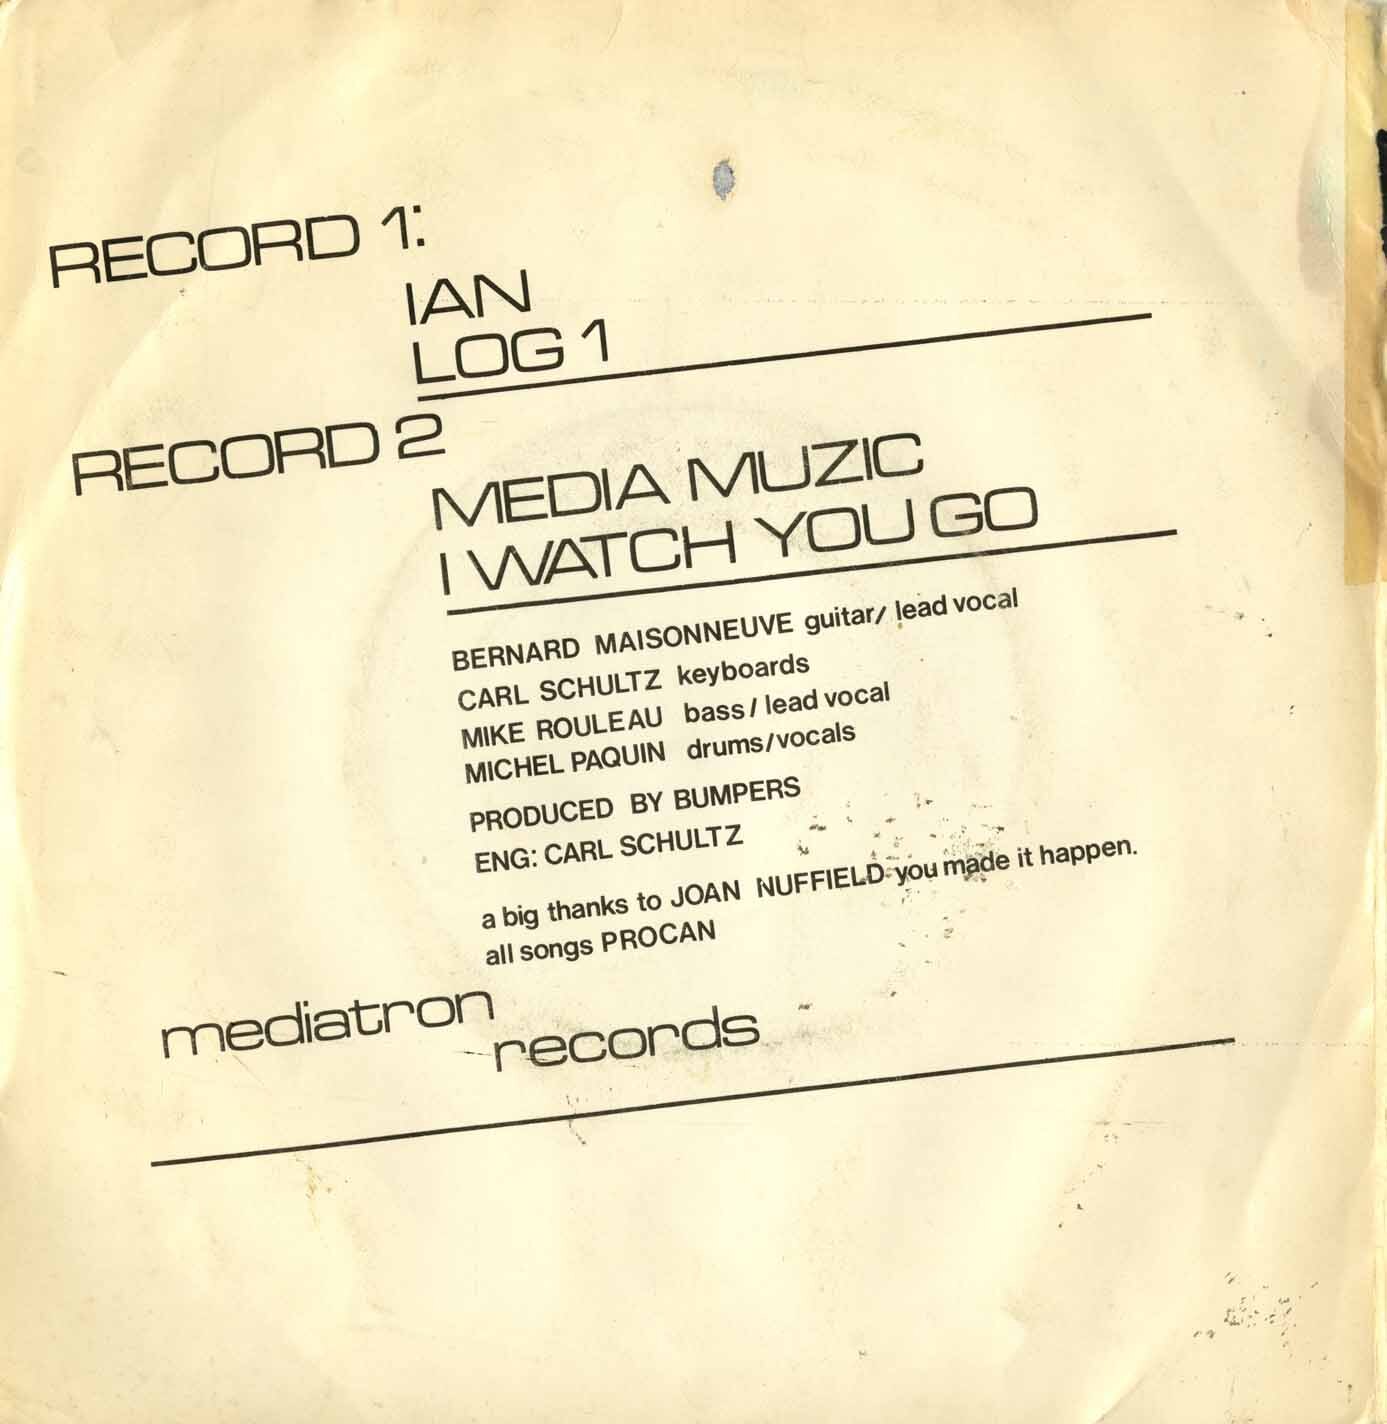 RECORD 1:
IAN
LOG 1
RECORD 2
MEDIA MUZIC
I WATCH YOU GO
BERNARD MAISONNEUVE guitar/ lead vocal
CARL SCHULTZ keyboards
MIKE ROULEAU bass/ lead vocal
MICHEL PAQUIN drums/vocals
PRODUCED BY BUMPERS
ENG: CARL SCHULTZ
a big thanks to JOAN NUFFIELD-you made it happen.
all songs PROCAN
mediatron
records